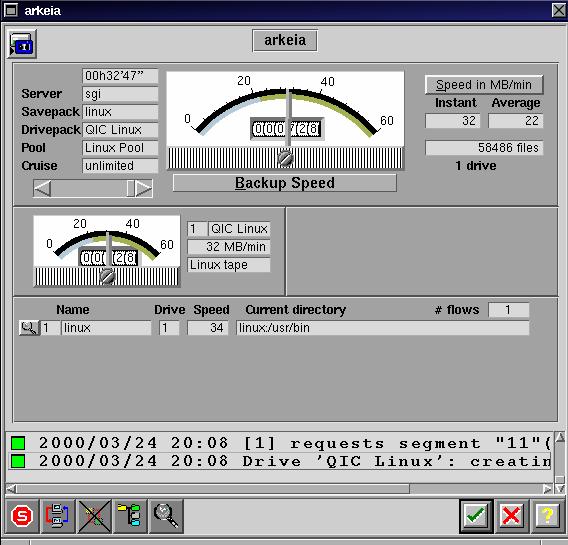 arkeia
arkeia
00h32'47"
Server sgi
Savepack linux
Drivepack QIC Linux
Pool Linux Pool
Cruise unlimited
0 20 40 60
Backup Speed
Speed in MB/min
Instant Average
32 22
58486 files
1 drive
0 20 40 60
1 QIC Linux
32 MB/min
Linux tape
Name Drive Speed Current directory # flows 1
1 linux 1 34 linux:/usr/bin
2000/03/24 20:08 [1] requests segment "11"(
2000/03/24 20:08 Drive 'QIC Linux': creatin
S ?